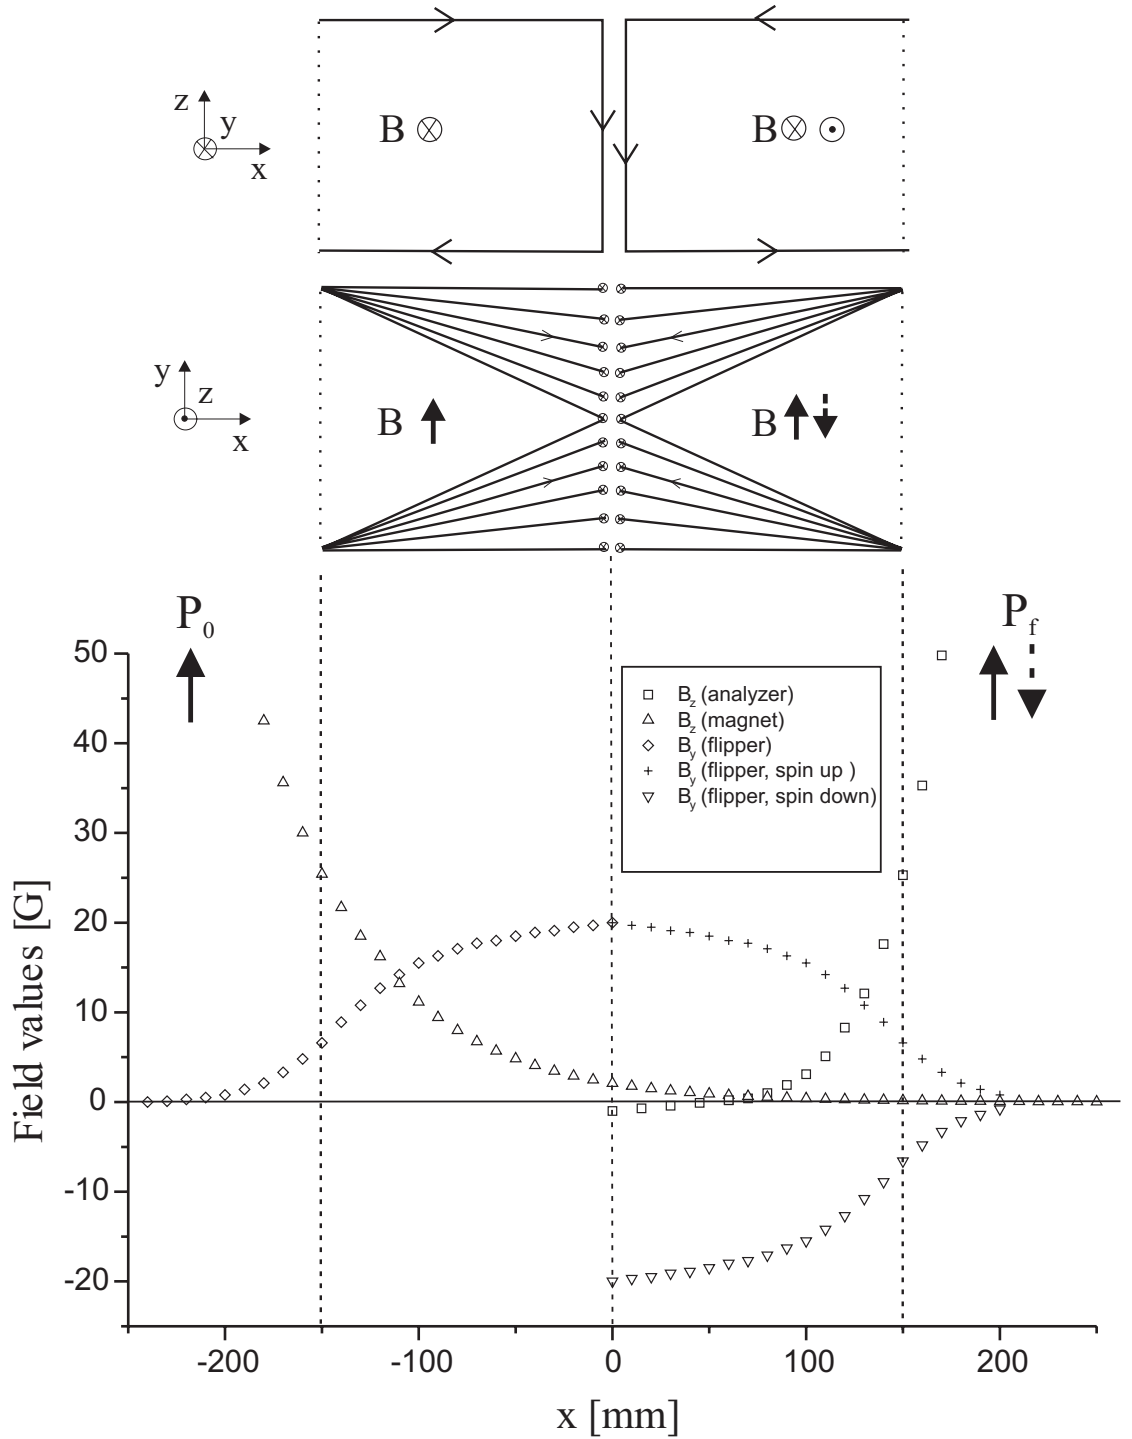 z
y
x
B
B
y
z
x
B
B
P0
Pf
50
40
30
20
10
0
-10
-20
Field values [G]
Bz (analyzer)
Bz (magnet)
By (flipper)
By (flipper, spin up )
By (flipper, spin down)
-200
-100
0
100
200
x [mm]